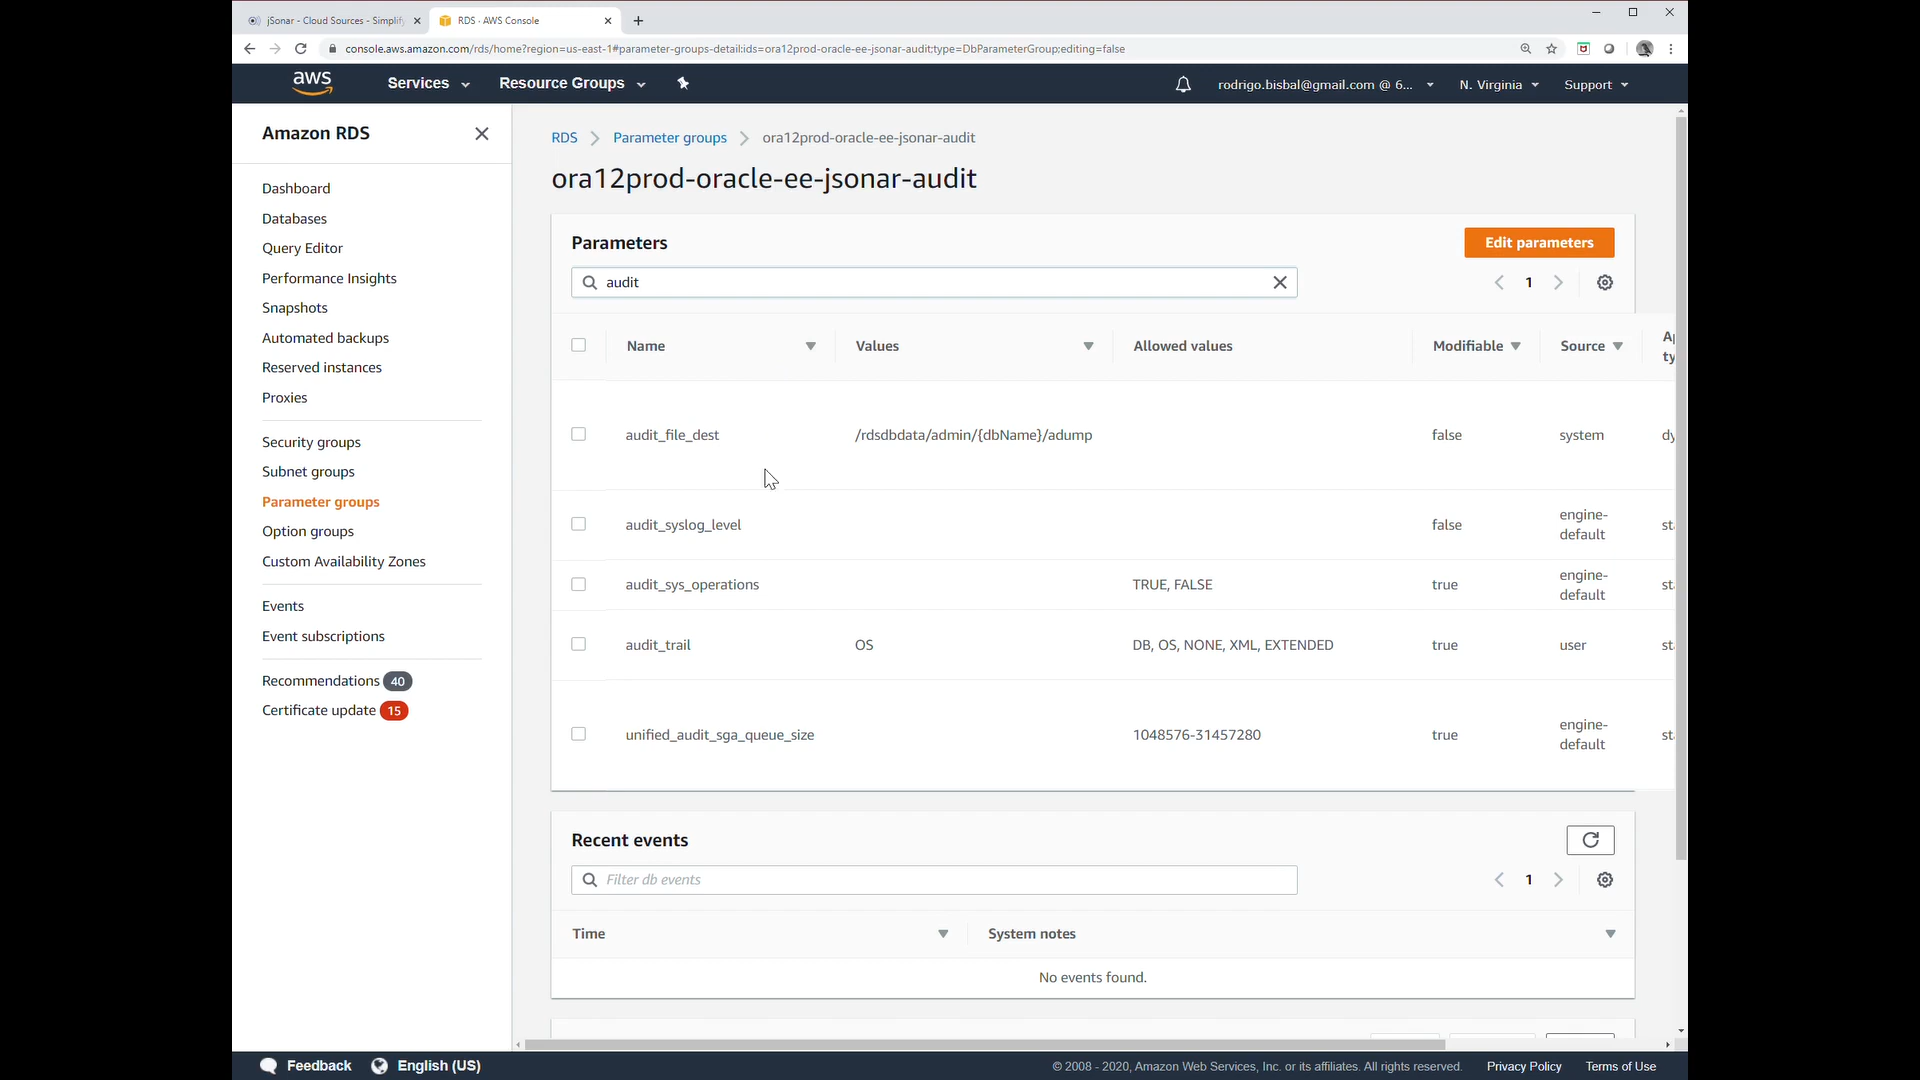 jSonar - Cloud Sources - Simplify
RDS · AWS Console
console.aws.amazon.com/rds/home?region=us-east-1#parameter-groups-detail:ids=ora12prod-oracle-ee-jsonar-audit;type=DbParameterGroup;editing=false
aws
Services
Resource Groups
rodrigo.bisbal@gmail.com @ 6...
N. Virginia
Support
Amazon RDS
Dashboard
Databases
Query Editor
Performance Insights
Snapshots
Automated backups
Reserved instances
Proxies
Security groups
Subnet groups
Parameter groups
Option groups
Custom Availability Zones
Events
Event subscriptions
Recommendations 40
Certificate update 15
RDS
Parameter groups
ora12prod-oracle-ee-jsonar-audit
ora12prod-oracle-ee-jsonar-audit
Parameters
Edit parameters
audit
1
Name Values Allowed values Modifiable Source
audit_file_dest /rdsdbdata/admin/{dbName}/adump false system
audit_syslog_level false engine-
default
audit_sys_operations TRUE, FALSE true engine-
default
audit_trail OS DB, OS, NONE, XML, EXTENDED true user
unified_audit_sga_queue_size 1048576-31457280 true engine-
default
Recent events
Filter db events
1
Time System notes
No events found.
Feedback English (US)
© 2008 - 2020, Amazon Web Services, Inc. or its affiliates. All rights reserved. Privacy Policy Terms of Use